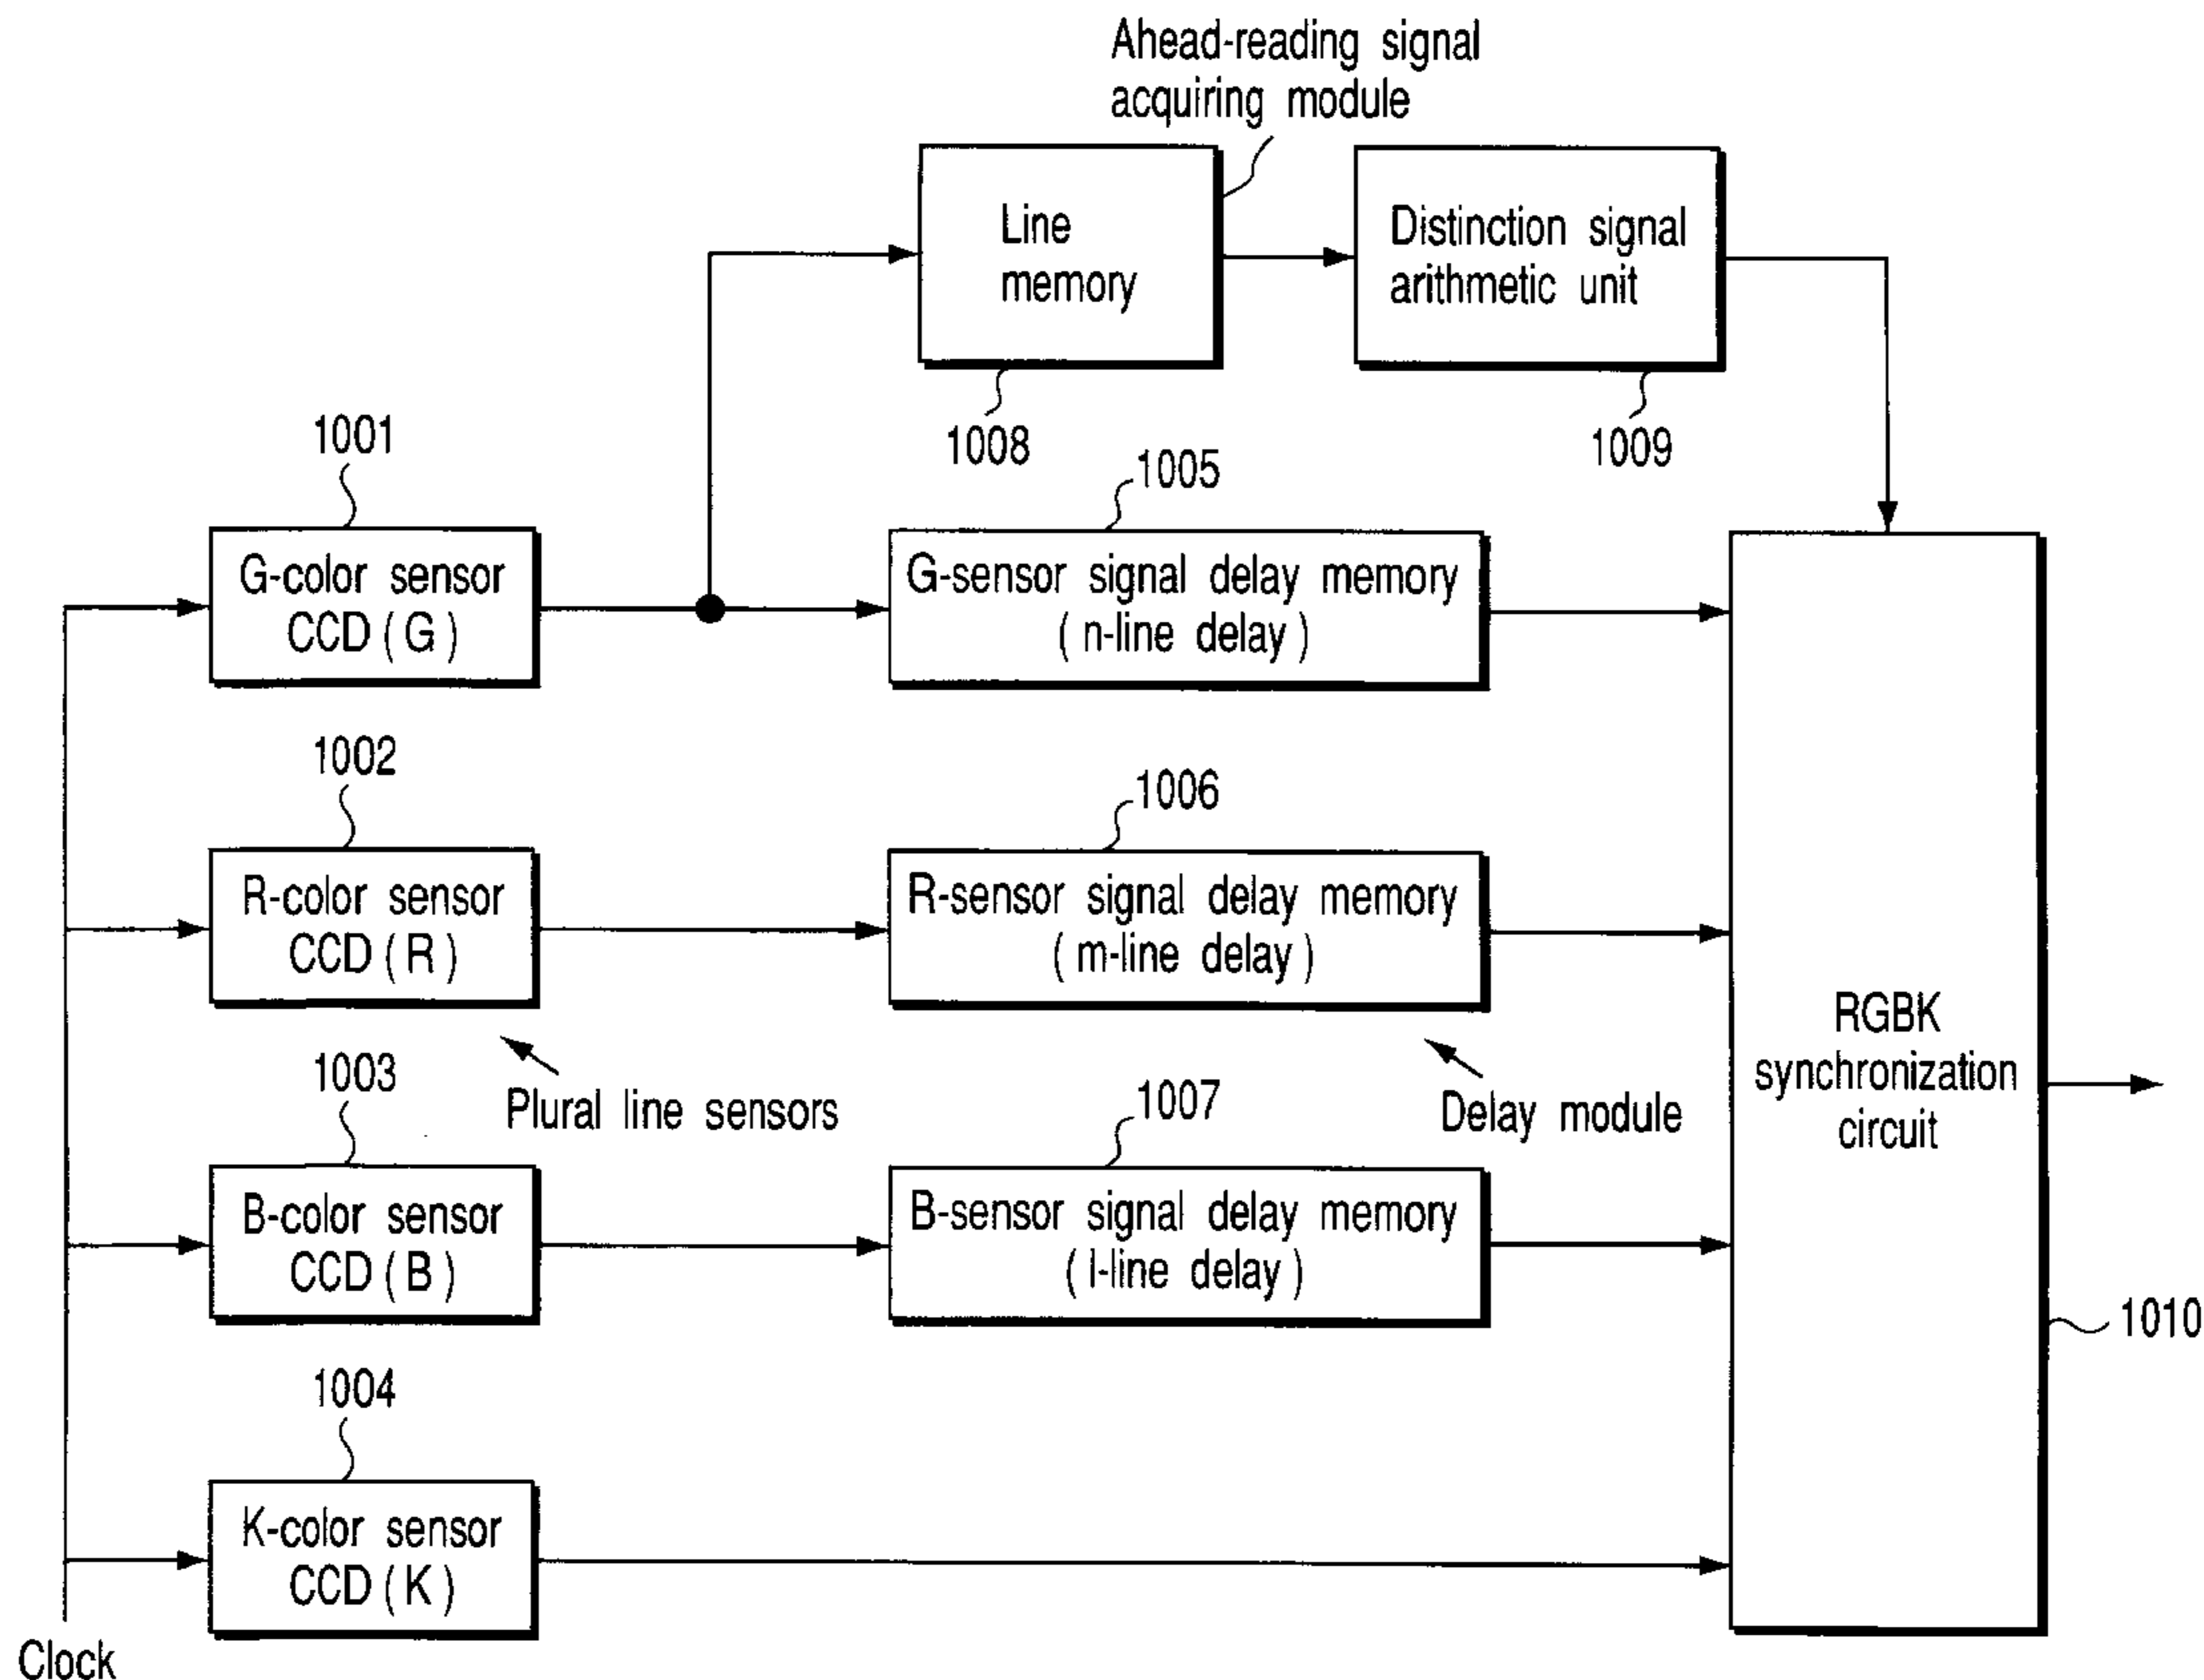 Ahead-reading signal
acquiring module
Line
memory
Distinction signal
arithmetic unit
1008
1009
1001
1005
G-color sensor
CCD ( G )
G-sensor signal delay memory
( n-line delay )
1002
1006
R-color sensor
CCD ( R )
R-sensor signal delay memory
( m-line delay )
RGBK
synchronization
circuit
1003
Plural line sensors
1007
Delay module
B-color sensor
CCD ( B )
B-sensor signal delay memory
( l-line delay )
1010
1004
K-color sensor
CCD ( K )
Clock